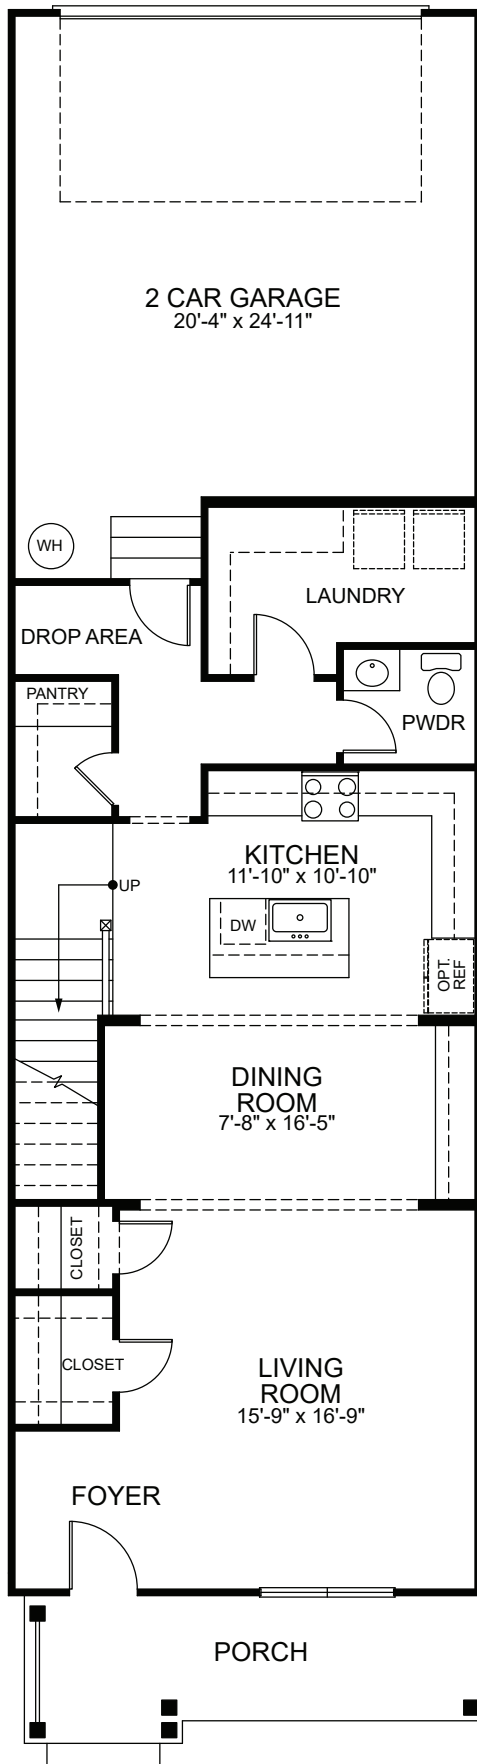 2 CAR GARAGE
20'-4" x 24'-11"
WH
LAUNDRY
DROP AREA
PANTRY
PWDR
KITCHEN
11'-10" x 10'-10"
UP
DW
OPT.
REF
DINING
ROOM
7'-8" x 16'-5"
CLOSET
CLOSET
LIVING
ROOM
15'-9" x 16'-9"
FOYER
PORCH